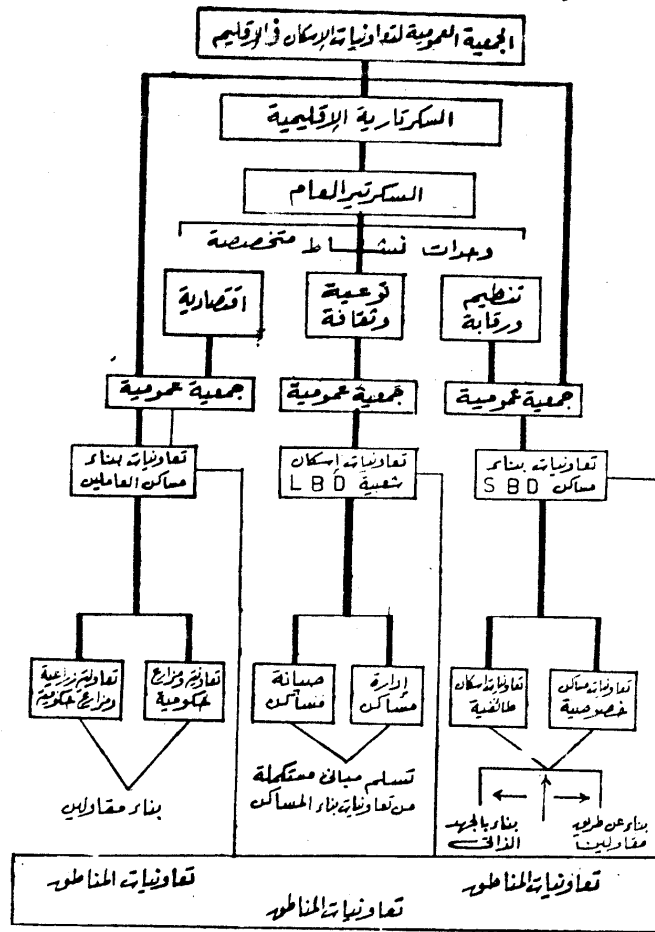 الجمعية العمومية لتعاونيات الإسكان في الإقليم
السكرتارية الإقليمية
السكرتير العام
وحدات نشاط متخصصة
تنظيم
ورقابة
توعية
وثقافة
اقتصادية
جمعية عمومية
جمعية عمومية
جمعية عمومية
تعاونيات بناء
مساكن SBD
تعاونيات إسكان
شعبية LBD
تعاونيات بناء
مساكن العاملين
تعاونيات مساكن
خصوصية
تعاونيات اسكان
طائفية
إدارة
مساكن
صيانة
مساكن
تعاونية ومزارع
حكومية
تعاونية زراعية
ومزارع حكومية
بناء عن طريق
مقاولين
بناء بالجهد
الذاتي
تسلم مباني مستكملة
من تعاونيات بناء المساكن
بناء مقاولين
تعاونيات المناطق
تعاونيات المناطق
تعاونيات المناطق